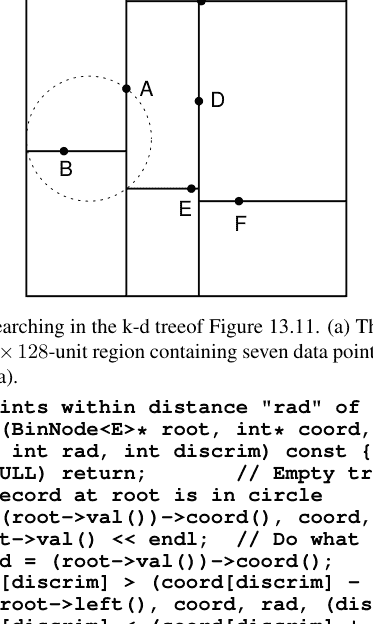 A
D
B
E
F
earching in the k-d treeof Figure 13.11. (a) Th
× 128-unit region containing seven data point
a).
ints within distance "rad" of
(BinNode<E>* root, int* coord,
int rad, int discrim) const {
ULL) return; // Empty tr
ecord at root is in circle
(root->val())->coord(), coord,
t->val() << endl; // Do what
d = (root->val())->coord();
[discrim] > (coord[discrim] -
root->left(), coord, rad, (dis
[discrim] < (coord[discrim] +